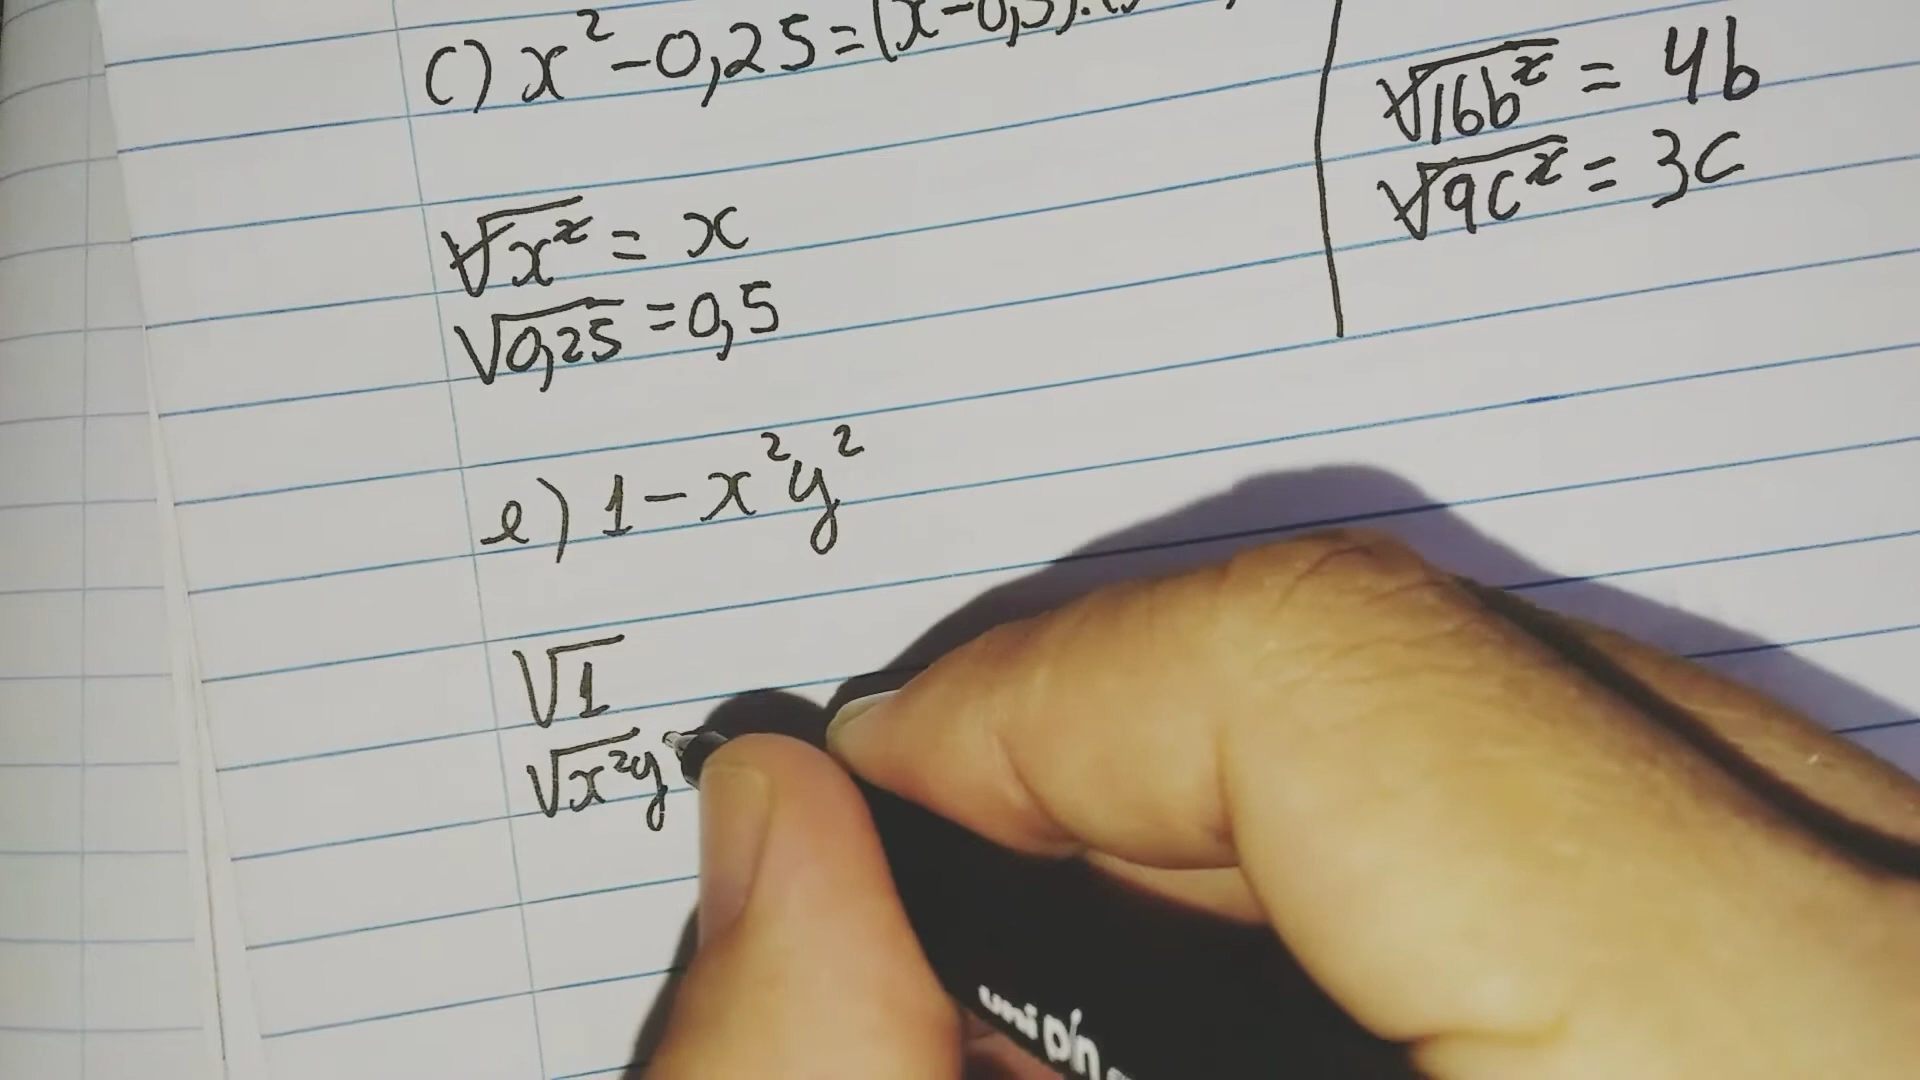 c) x² - 0,25 = (x - 0,5).(
√x² = x
√0,25 = 0,5
e) 1 - x²y²
√1
√x²y
√16b² = 4b
√9c² = 3c
uni pin